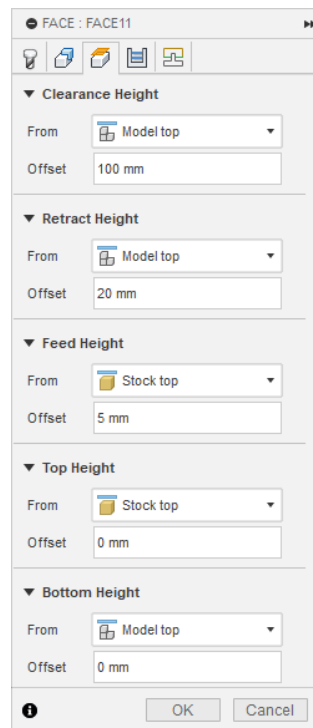 FACE : FACE11
Clearance Height
From Model top
Offset 100 mm
Retract Height
From Model top
Offset 20 mm
Feed Height
From Stock top
Offset 5 mm
Top Height
From Stock top
Offset 0 mm
Bottom Height
From Model top
Offset 0 mm
OK Cancel